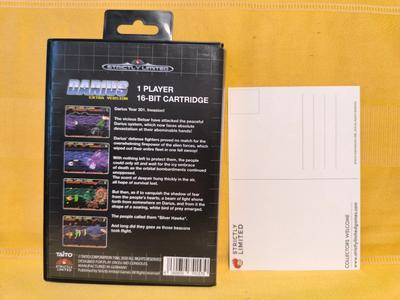 STRICTLY LIMITED
DARIUS
EXTRA VERSION
1 PLAYER
16-BIT CARTRIDGE
Darius Year 201. Invasion!
The vicious Belsar have attacked the peaceful
Darius system, which now faces absolute
devastation at their abominable hands!
Darius' defense fighters proved no match for the
overwhelming firepower of the alien forces, which
wiped out their entire fleet in one fell swoop!
With nothing left to protect them, the people
could only sit and wait for the icy embrace
of death as the orbital bombardments continued
unopposed.
The scent of despair hung thickly in the air,
all hope of survival lost.
But then, as if to vanquish the shadow of fear
from the people's hearts, a beam of light shone
forth from somewhere on Darius, and from it the
shape of a soaring, white bird of prey emerged.
The people called them "Silver Hawks".
And long did they gaze as those beacons
took flight.
TAITO
STRICTLY
LIMITED
MANUFACTURED IN GERMANY
STRICTLY
LIMITED
COLLECTORS WELCOME
www.strictlylimitedgames.com